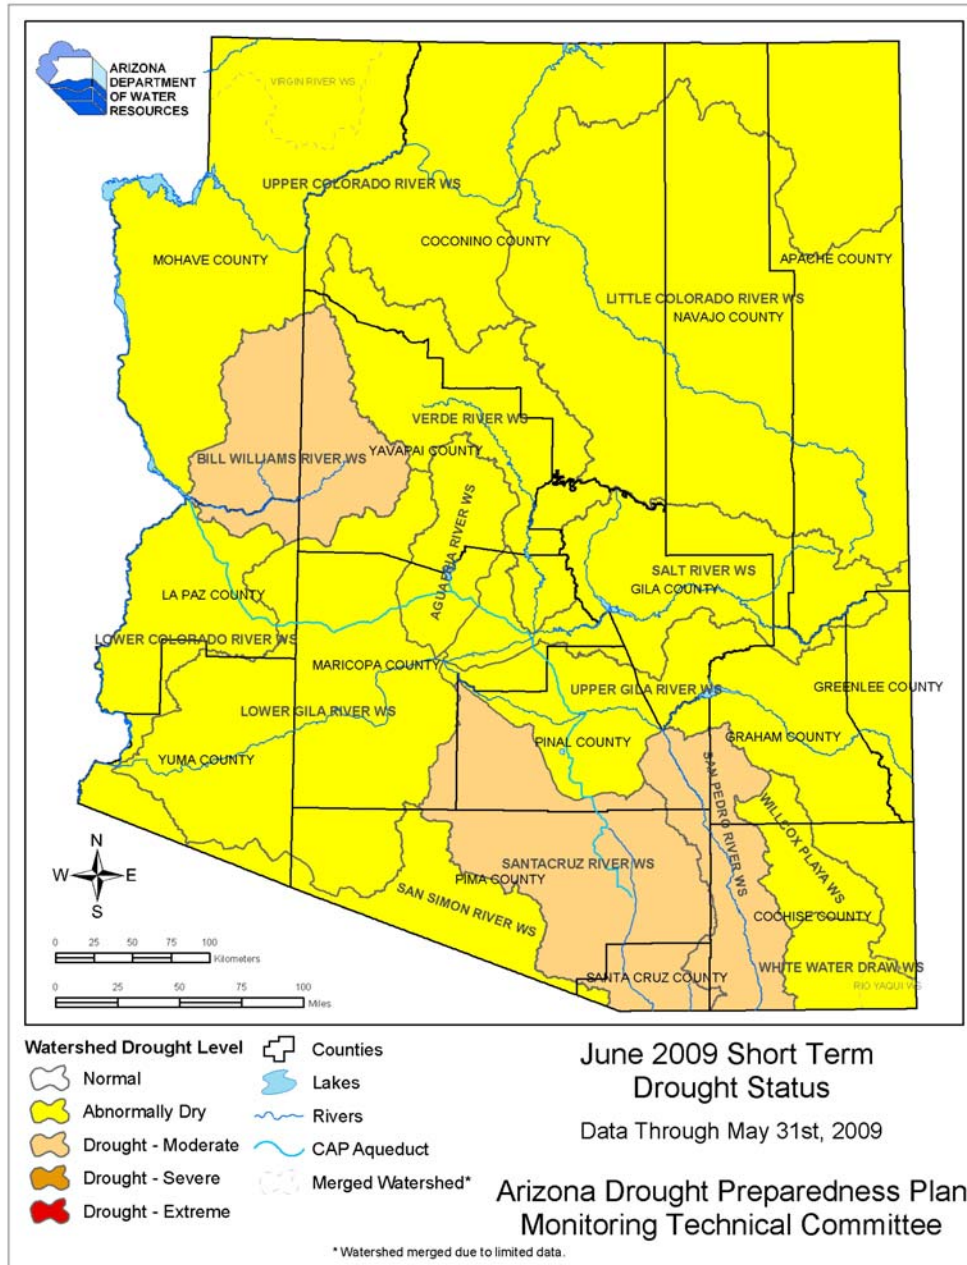 ARIZONA
DEPARTMENT
OF WATER
RESOURCES
VIRGIN RIVER WS
UPPER COLORADO RIVER WS
COCONINO COUNTY
MOHAVE COUNTY
APACHE COUNTY
LITTLE COLORADO RIVER WS
NAVAJO COUNTY
VERDE RIVER WS
YAVAPAI COUNTY
BILL WILLIAMS RIVER WS
AGUAFRIA RIVER WS
SALT RIVER WS
GILA COUNTY
LA PAZ COUNTY
LOWER COLORADO RIVER WS
MARICOPA COUNTY
UPPER GILA RIVER WS
GREENLEE COUNTY
LOWER GILA RIVER WS
GRAHAM COUNTY
PINAL COUNTY
YUMA COUNTY
SAN PEDRO RIVER WS
WILLCOX PLAYA WS
SANTACRUZ RIVER WS
PIMA COUNTY
SAN SIMON RIVER WS
COCHISE COUNTY
WHITE WATER DRAW WS
SANTA CRUZ COUNTY
RIO YAQUI WS
N
W E
S
0 25 50 75 100
Kilometers
0 25 50 75 100
Miles
Watershed Drought Level
Normal
Abnormally Dry
Drought - Moderate
Drought - Severe
Drought - Extreme
Counties
Lakes
Rivers
CAP Aqueduct
Merged Watershed*
June 2009 Short Term
Drought Status
Data Through May 31st, 2009
Arizona Drought Preparedness Plan
Monitoring Technical Committee
* Watershed merged due to limited data.